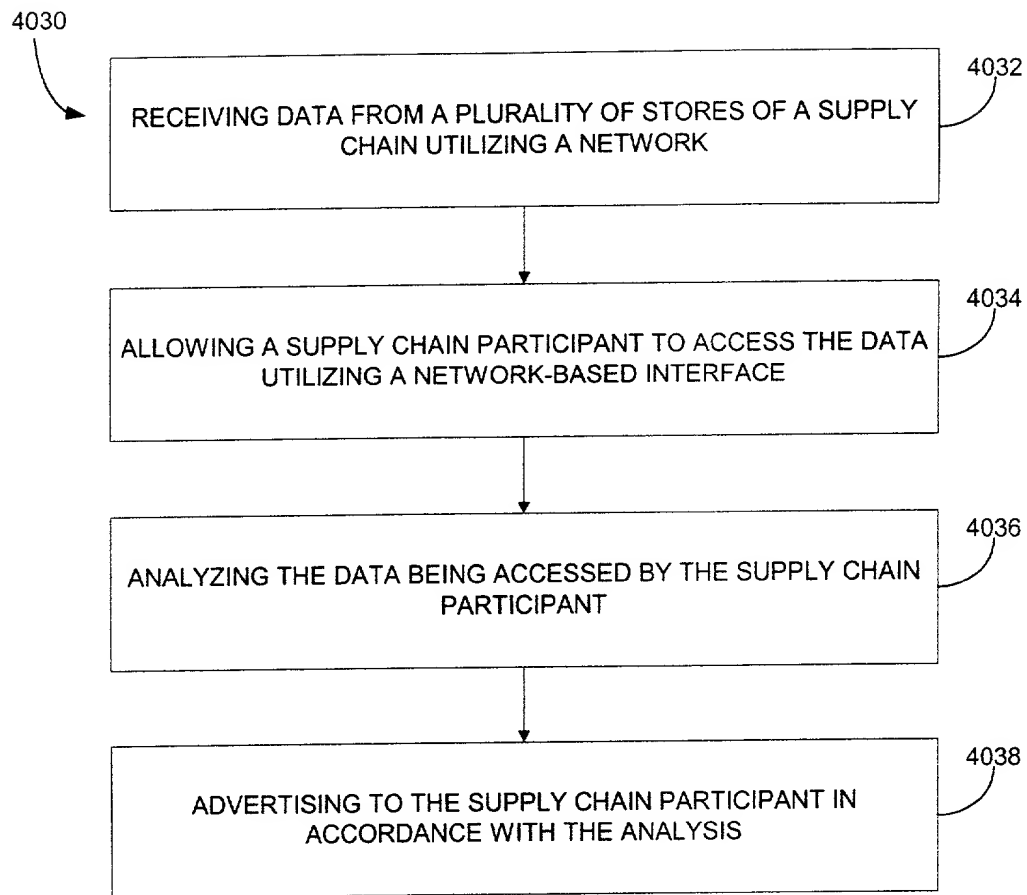 4030
4032
RECEIVING DATA FROM A PLURALITY OF STORES OF A SUPPLY
CHAIN UTILIZING A NETWORK
4034
ALLOWING A SUPPLY CHAIN PARTICIPANT TO ACCESS THE DATA
UTILIZING A NETWORK-BASED INTERFACE
4036
ANALYZING THE DATA BEING ACCESSED BY THE SUPPLY CHAIN
PARTICIPANT
4038
ADVERTISING TO THE SUPPLY CHAIN PARTICIPANT IN
ACCORDANCE WITH THE ANALYSIS